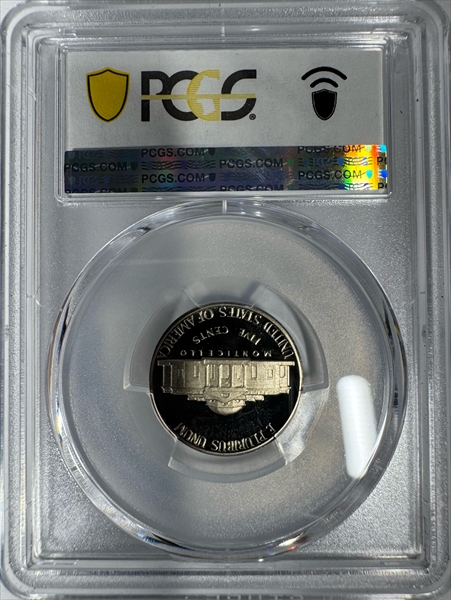 PCGS.
PCGS.COM
PCGS.COM PCGS.COM PCGS.COM
PCGS.COM PCGS.COM
E PLURIBUS UNUM
MONTICELLO
FIVE CENTS
UNITED STATES OF AMERICA